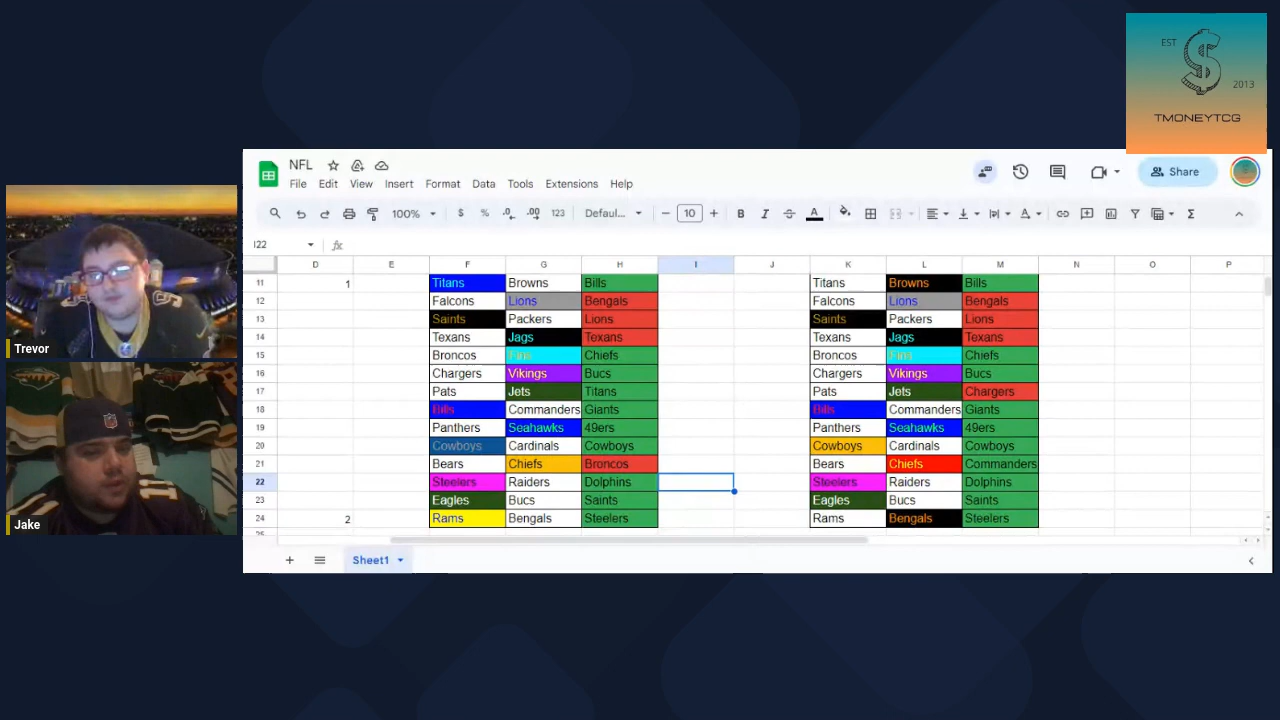 EST
2013
TMONEYTCG
NFL
File Edit View Insert Format Data Tools Extensions Help
Share
100% $ % .0 .00 123 Defaul... 10 B I A
I22 fx
D E F G H I J K L M N O P
11 1 Titans Browns Bills Titans Browns Bills
12 Falcons Lions Bengals Falcons Lions Bengals
13 Saints Packers Lions Saints Packers Lions
14 Texans Jags Texans Texans Jags Texans
15 Broncos Fins Chiefs Broncos Fins Chiefs
16 Chargers Vikings Bucs Chargers Vikings Bucs
17 Pats Jets Titans Pats Jets Chargers
18 Bills Commanders Giants Bills Commanders Giants
19 Panthers Seahawks 49ers Panthers Seahawks 49ers
20 Cowboys Cardinals Cowboys Cowboys Cardinals Cowboys
21 Bears Chiefs Broncos Bears Chiefs Commanders
22 Steelers Raiders Dolphins Steelers Raiders Dolphins
23 Eagles Bucs Saints Eagles Bucs Saints
24 2 Rams Bengals Steelers Rams Bengals Steelers
Sheet1
Trevor
Jake